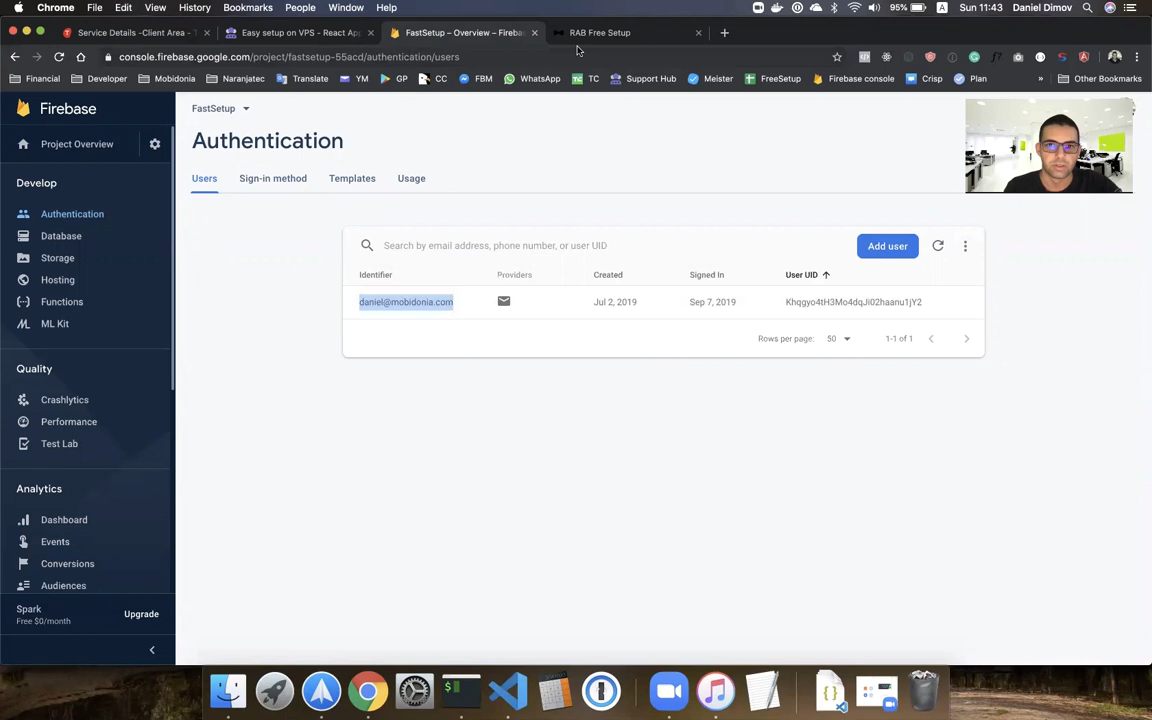 Chrome File Edit View History Bookmarks People Window Help 95% Sun 11:43 Daniel Dimov
Service Details -Client Area - Easy setup on VPS - React App FastSetup – Overview – Fireba RAB Free Setup
console.firebase.google.com/project/fastsetup-55acd/authentication/users
Financial Developer Mobidonia Naranjatec Translate YM GP CC FBM WhatsApp TC Support Hub Meister FreeSetup Firebase console Crisp Plan » Other Bookmarks
Firebase
FastSetup
Project Overview
Authentication
Users Sign-in method Templates Usage
Develop
Authentication
Database
Storage
Hosting
Functions
ML Kit
Search by email address, phone number, or user UID
Add user
Identifier Providers Created Signed In User UID
daniel@mobidonia.com Jul 2, 2019 Sep 7, 2019 Khqgyo4tH3Mo4dqJi02haanu1jY2
Rows per page: 50 1-1 of 1
Quality
Crashlytics
Performance
Test Lab
Analytics
Dashboard
Events
Conversions
Audiences
Spark
Free $0/month
Upgrade